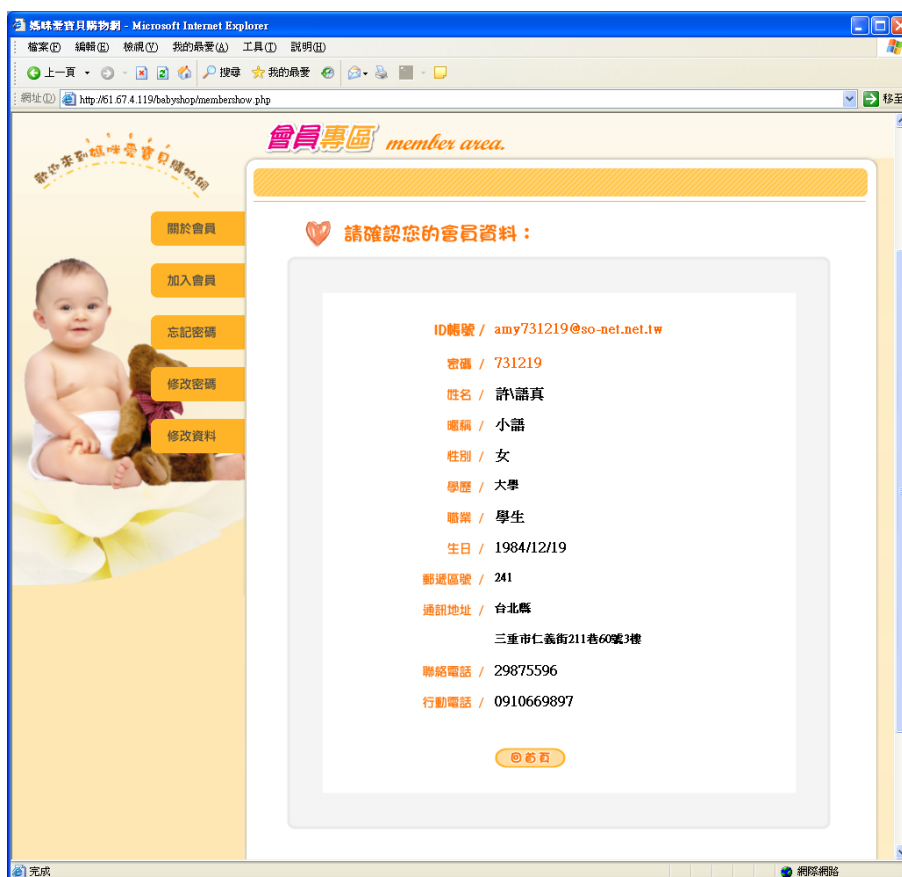 媽咪愛寶貝購物網 - Microsoft Internet Explorer
檔案(F) 編輯(E) 檢視(V) 我的最愛(A) 工具(T) 說明(H)
上一頁 搜尋 我的最愛
網址(D) http://61.67.4.119/babyshop/membershow.php 移至
歡迎來到媽咪愛寶貝購物網
會員專區 member area.
關於會員
加入會員
忘記密碼
修改密碼
修改資料
請確認您的會員資料：
ID帳號 / amy731219@so-net.net.tw
密碼 / 731219
姓名 / 許\語真
暱稱 / 小語
性別 / 女
學歷 / 大學
職業 / 學生
生日 / 1984/12/19
郵遞區號 / 241
通訊地址 / 台北縣
三重市仁義街211巷60號3樓
聯絡電話 / 29875596
行動電話 / 0910669897
回首頁
完成 網際網路